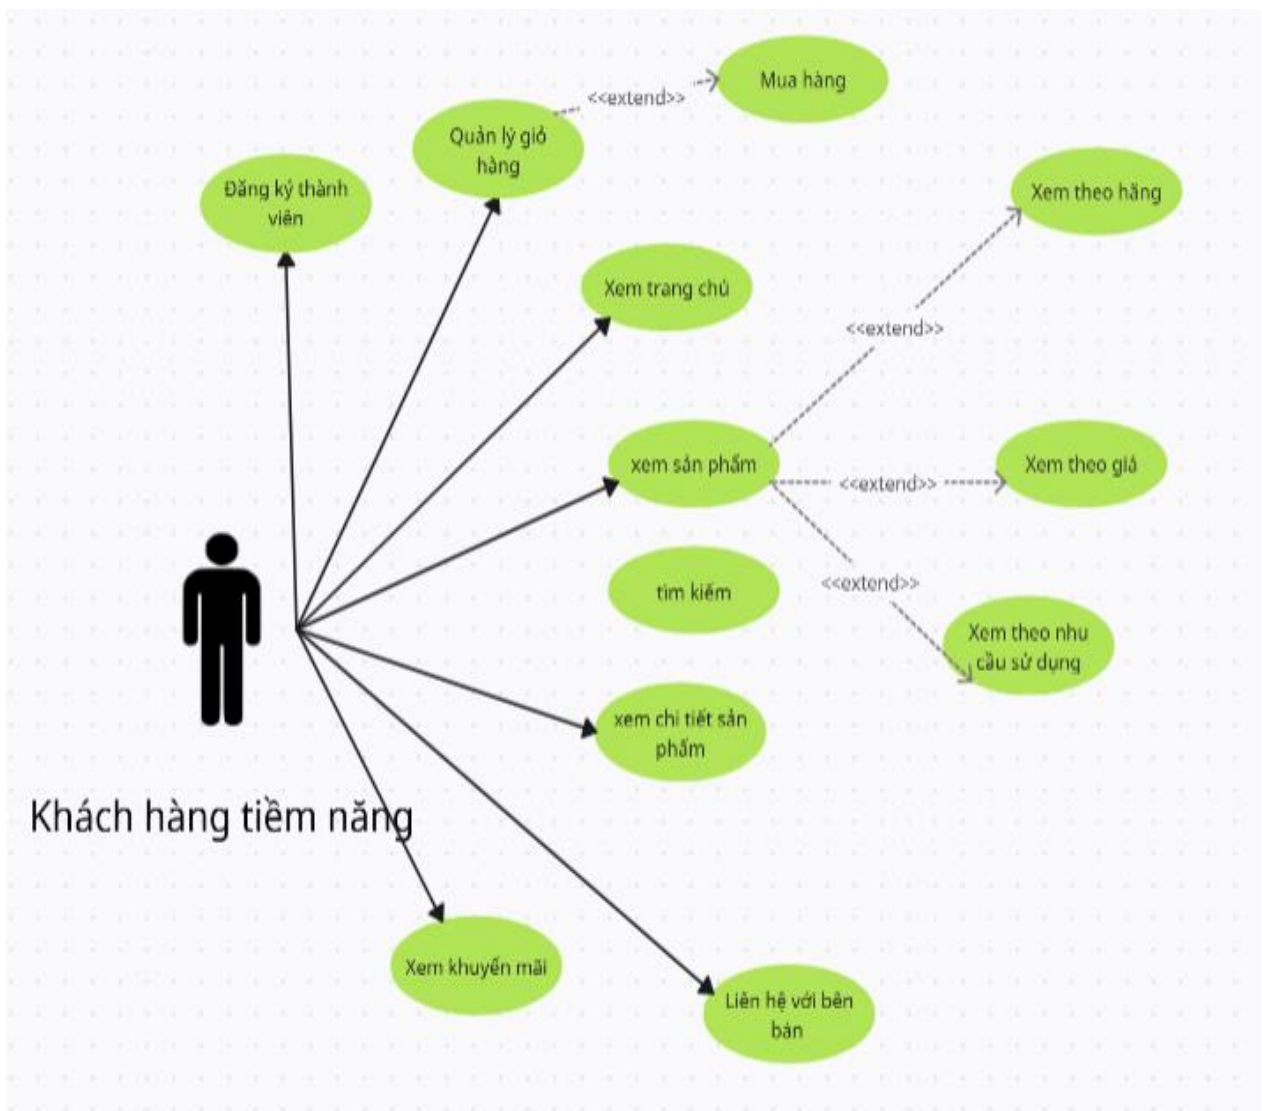 Mua hàng
<<extend>>
Quản lý giỏ
hàng
Đăng ký thành
viên
Xem theo hãng
Xem trang chủ
<<extend>>
xem sản phẩm
Xem theo giá
<<extend>>
<<extend>>
tìm kiếm
Xem theo nhu
cầu sử dụng
xem chi tiết sản
phẩm
Khách hàng tiềm năng
Xem khuyến mãi
Liên hệ với bên
bán